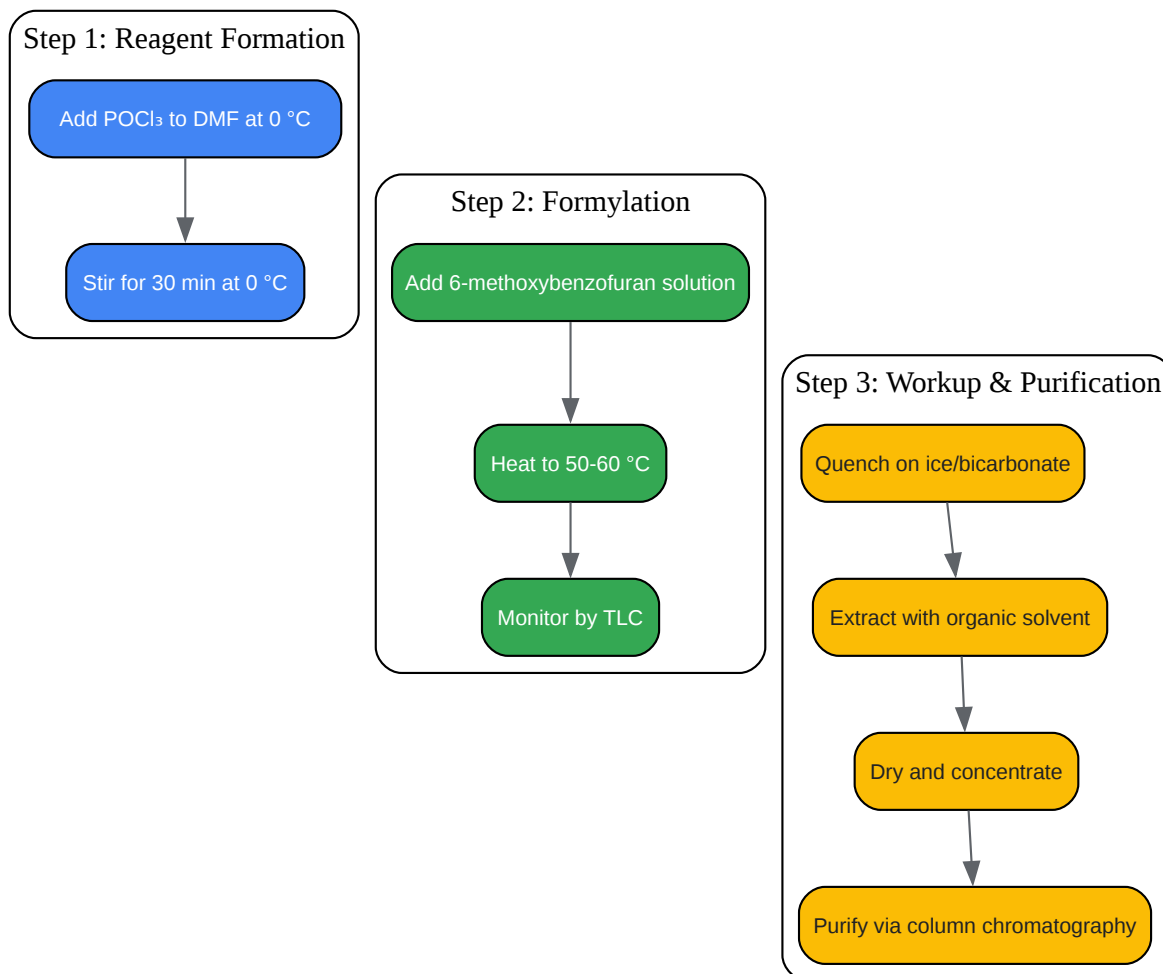 Step 1: Reagent Formation
Add POCl₃ to DMF at 0 °C
Stir for 30 min at 0 °C
Step 2: Formylation
Add 6-methoxybenzofuran solution
Heat to 50-60 °C
Monitor by TLC
Step 3: Workup & Purification
Quench on ice/bicarbonate
Extract with organic solvent
Dry and concentrate
Purify via column chromatography